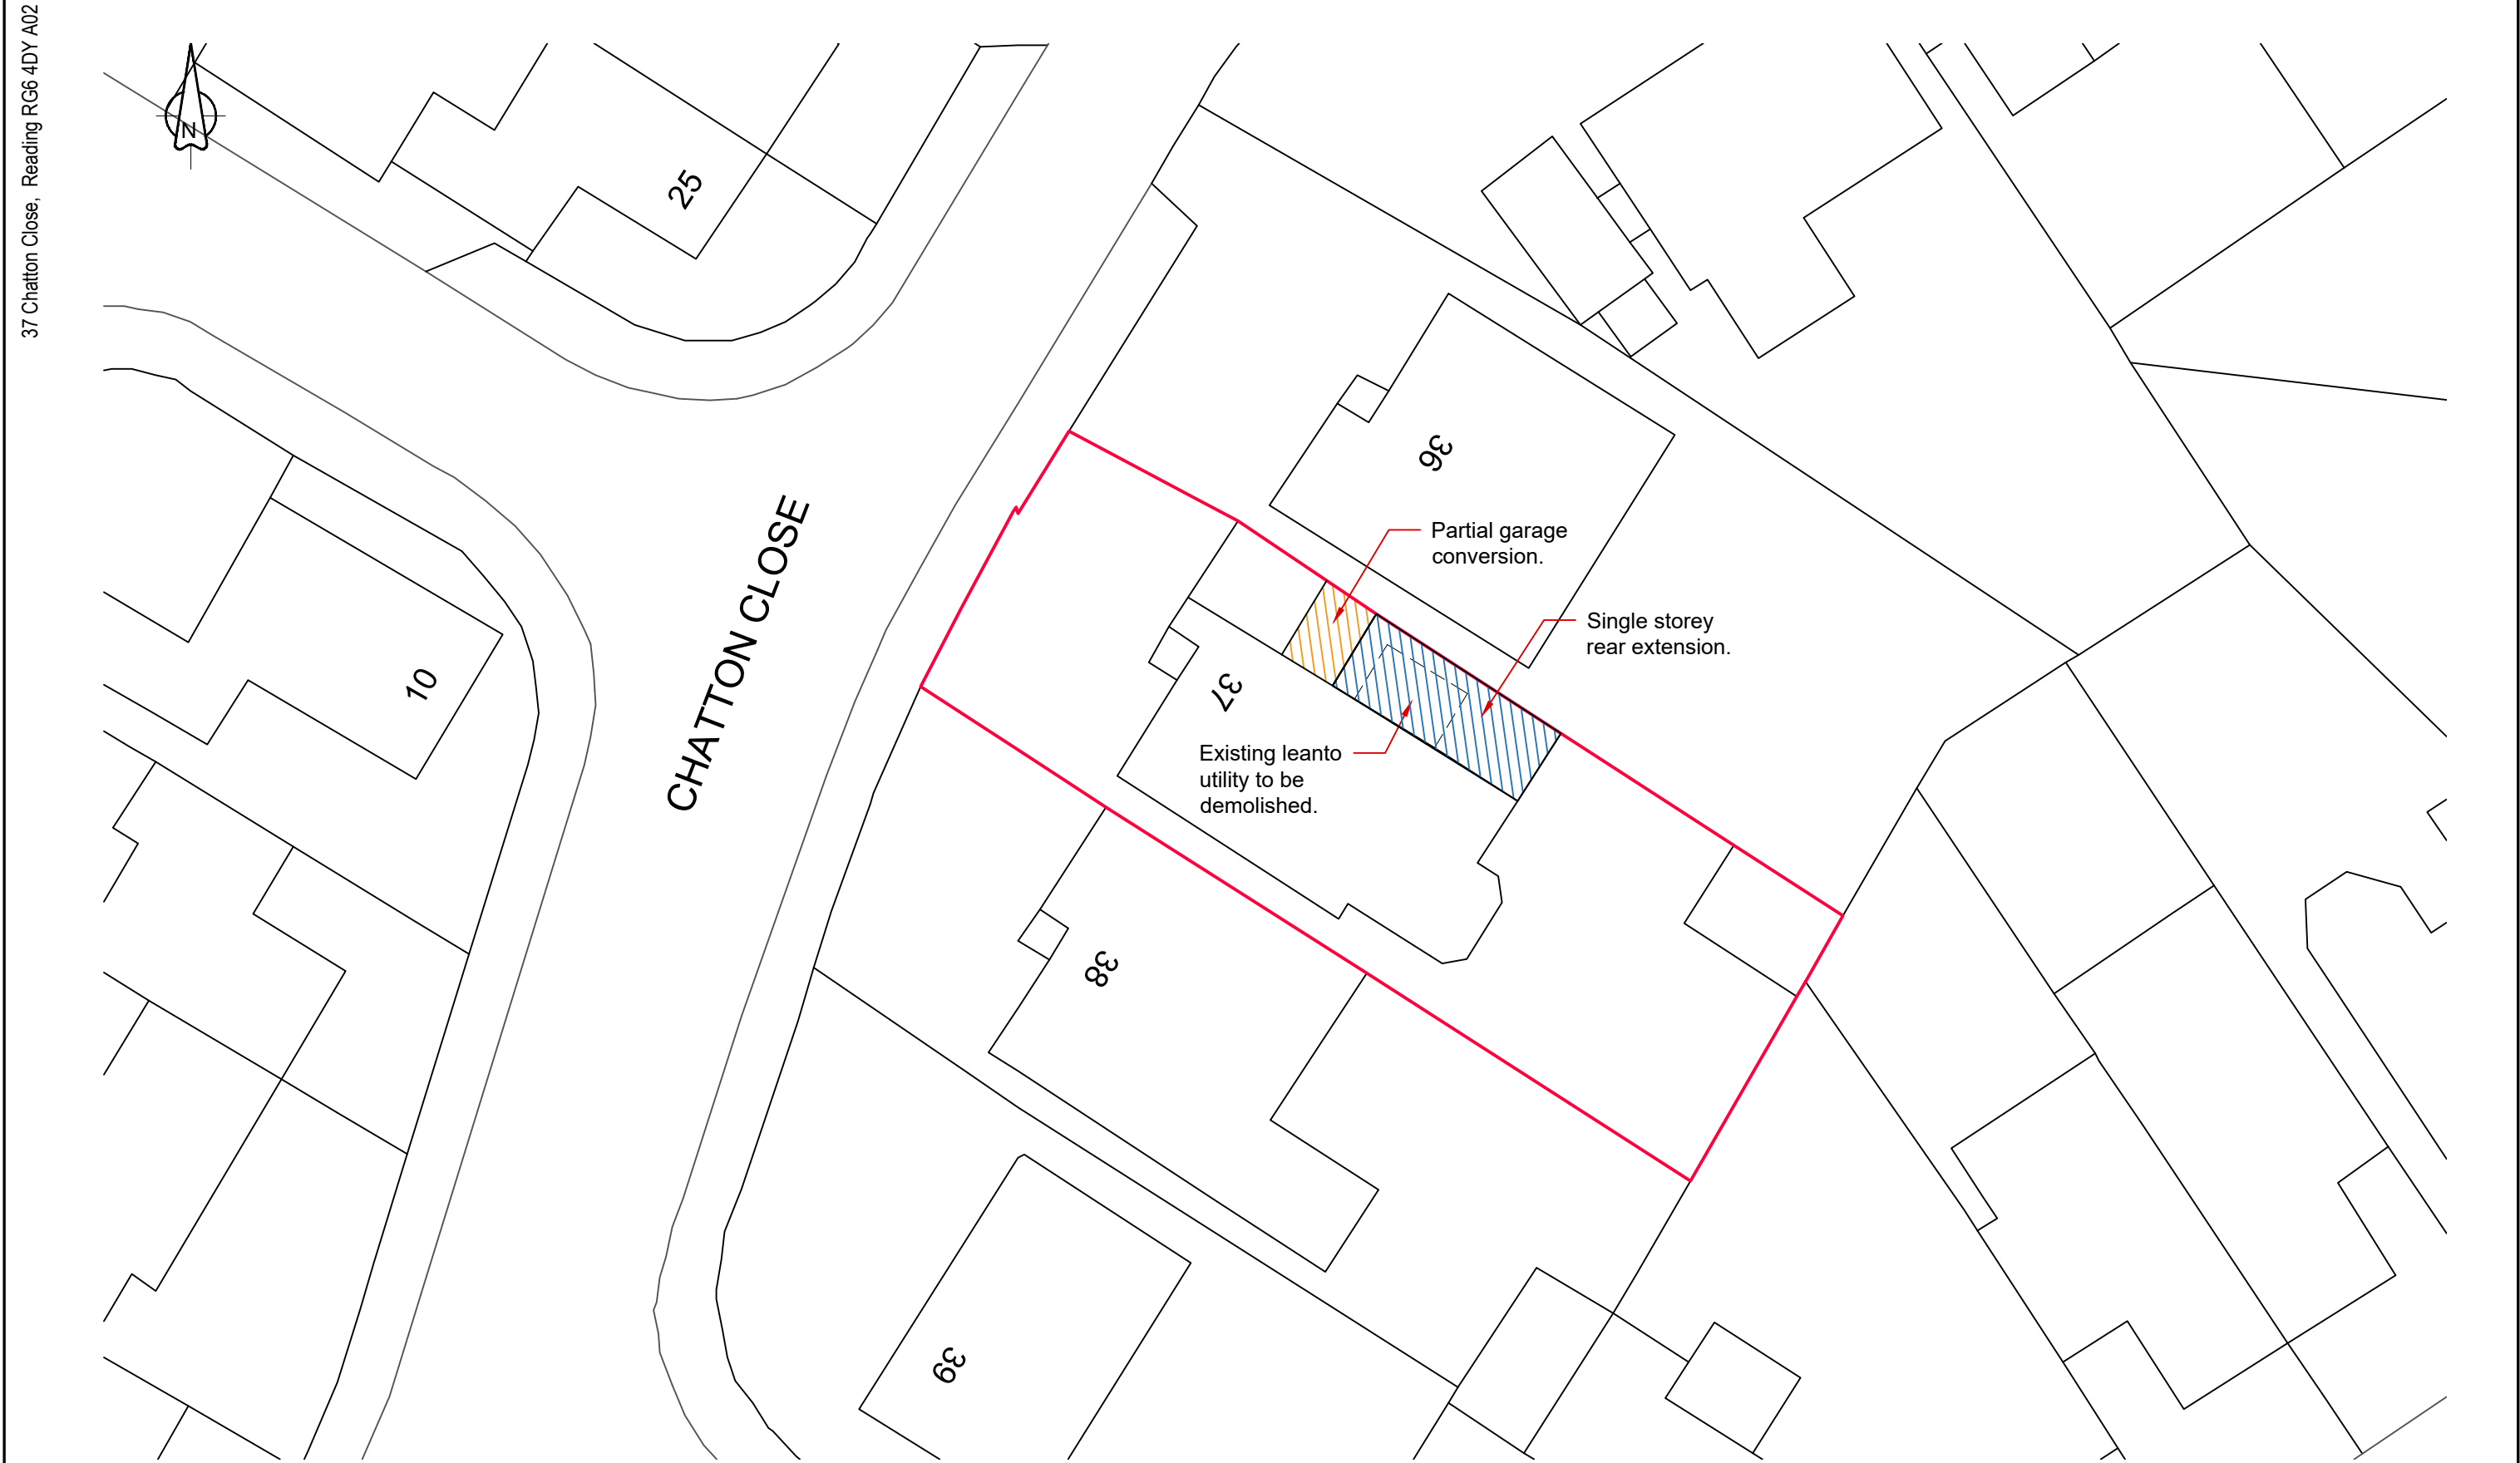 37 Chatton Close, Reading RG6 4DY A02
N
25
36
Partial garage
conversion.
CHATTON CLOSE
Single storey
rear extension.
10
37
Existing leanto
utility to be
demolished.
38
39